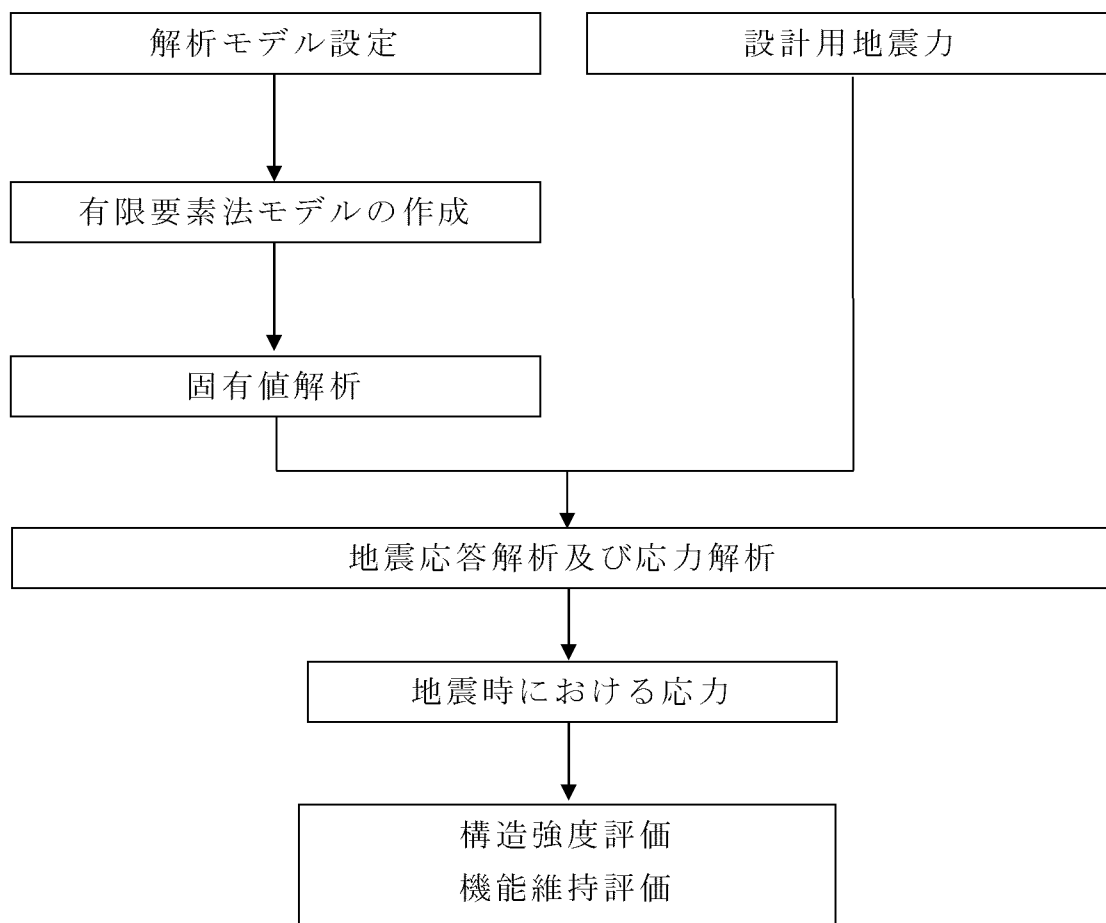 解析モデル設定
設計用地震力
有限要素法モデルの作成
固有値解析
地震応答解析及び応力解析
地震時における応力
構造強度評価
機能維持評価